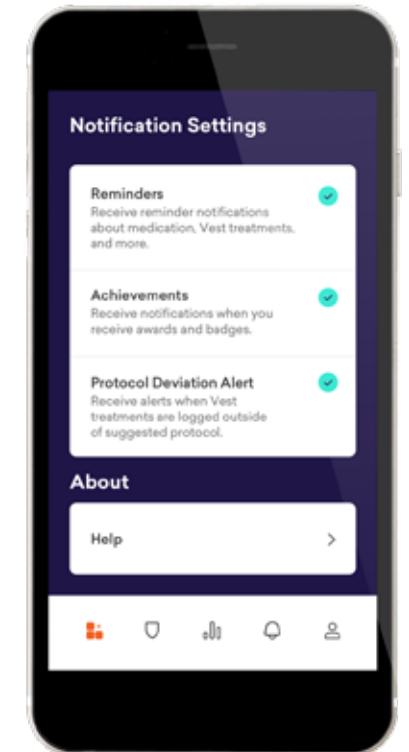 Notification Settings
Reminders
Receive reminder notifications
about medication, Vest treatments,
and more.
Achievements
Receive notifications when you
receive awards and badges.
Protocol Deviation Alert
Receive alerts when Vest
treatments are logged outside
of suggested protocol.
About
Help